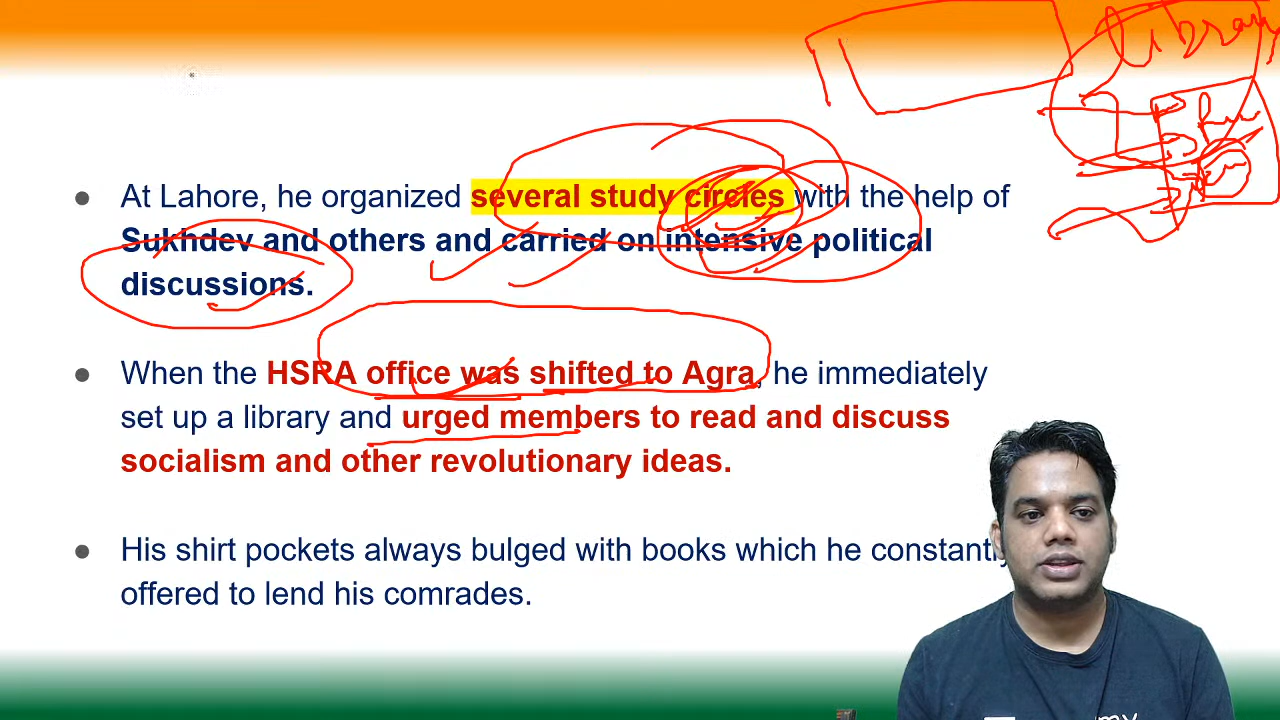 library
● At Lahore, he organized several study circles with the help of
Sukhdev and others and carried on intensive political
discussions.
● When the HSRA office was shifted to Agra, he immediately
set up a library and urged members to read and discuss
socialism and other revolutionary ideas.
● His shirt pockets always bulged with books which he constantly
offered to lend his comrades.